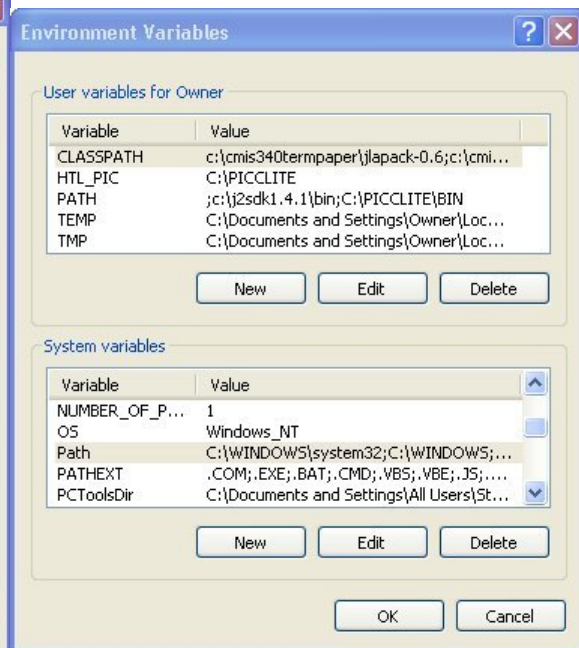 Environment Variables
User variables for Owner
Variable Value
CLASSPATH c:\cmis340termpaper\jlapack-0.6;c:\cmi...
HTL_PIC C:\PICCLITE
PATH ;c:\j2sdk1.4.1\bin;C:\PICCLITE\BIN
TEMP C:\Documents and Settings\Owner\Loc...
TMP C:\Documents and Settings\Owner\Loc...
New Edit Delete
System variables
Variable Value
NUMBER_OF_P... 1
OS Windows_NT
Path C:\WINDOWS\system32;C:\WINDOWS;...
PATHEXT .COM;.EXE;.BAT;.CMD;.VBS;.VBE;.JS;....
PCToolsDir C:\Documents and Settings\All Users\St...
New Edit Delete
OK Cancel